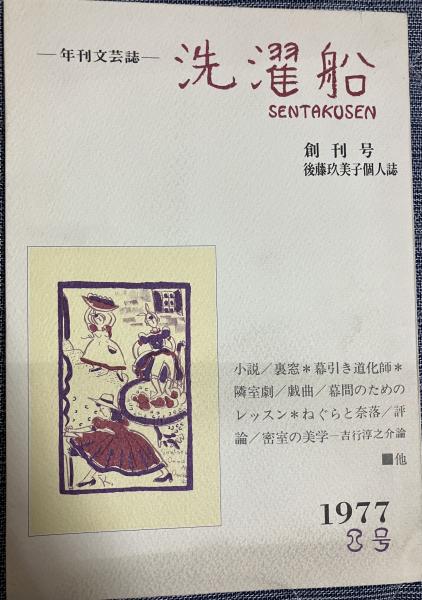 —年刊文芸誌— 洗濯船
SENTAKUSEN
創刊号
後藤玖美子個人誌
小説／裏窓＊幕引き道化師＊
隣室劇／戯曲／幕間のための
レッスン＊ねぐらと奈落／評
論／密室の美学—吉行淳之介論
■他
1977
号